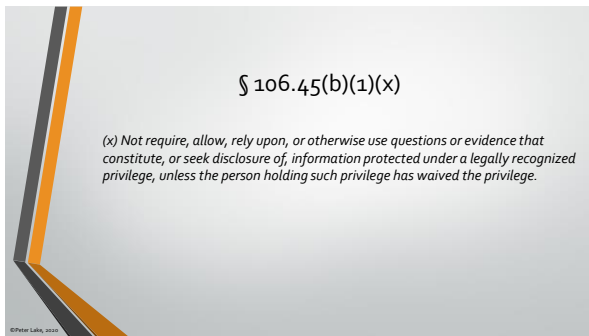 § 106.45(b)(1)(x)
(x) Not require, allow, rely upon, or otherwise use questions or evidence that
constitute, or seek disclosure of, information protected under a legally recognized
privilege, unless the person holding such privilege has waived the privilege.
©Peter Lake, 2020